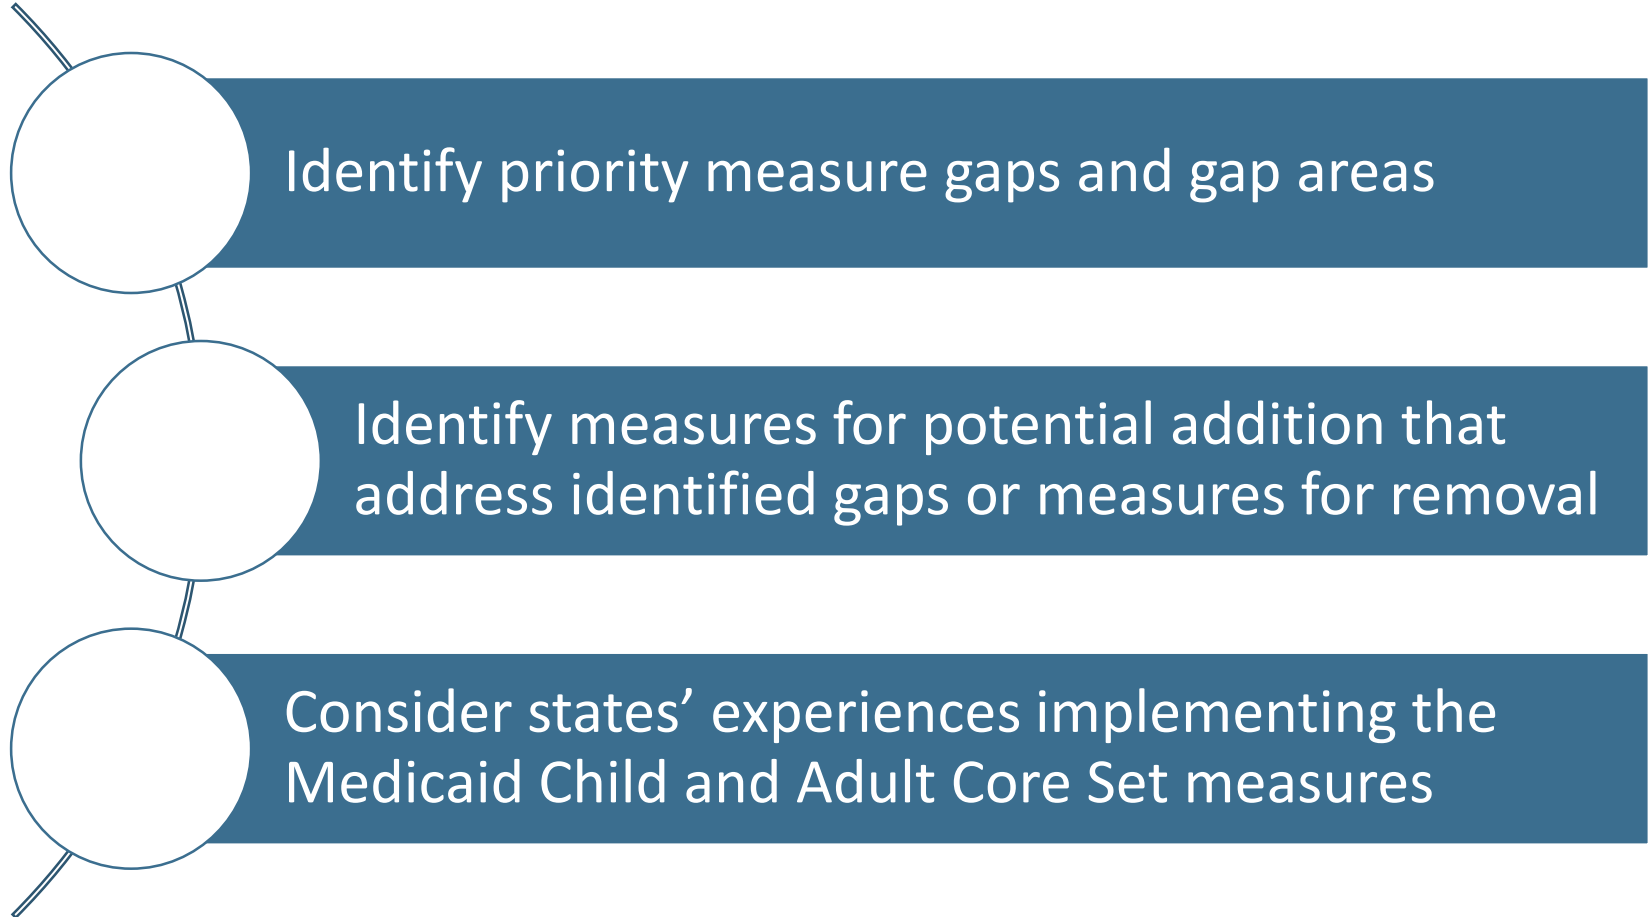 Identify priority measure gaps and gap areas
Identify measures for potential addition that
address identified gaps or measures for removal
Consider states’ experiences implementing the
Medicaid Child and Adult Core Set measures